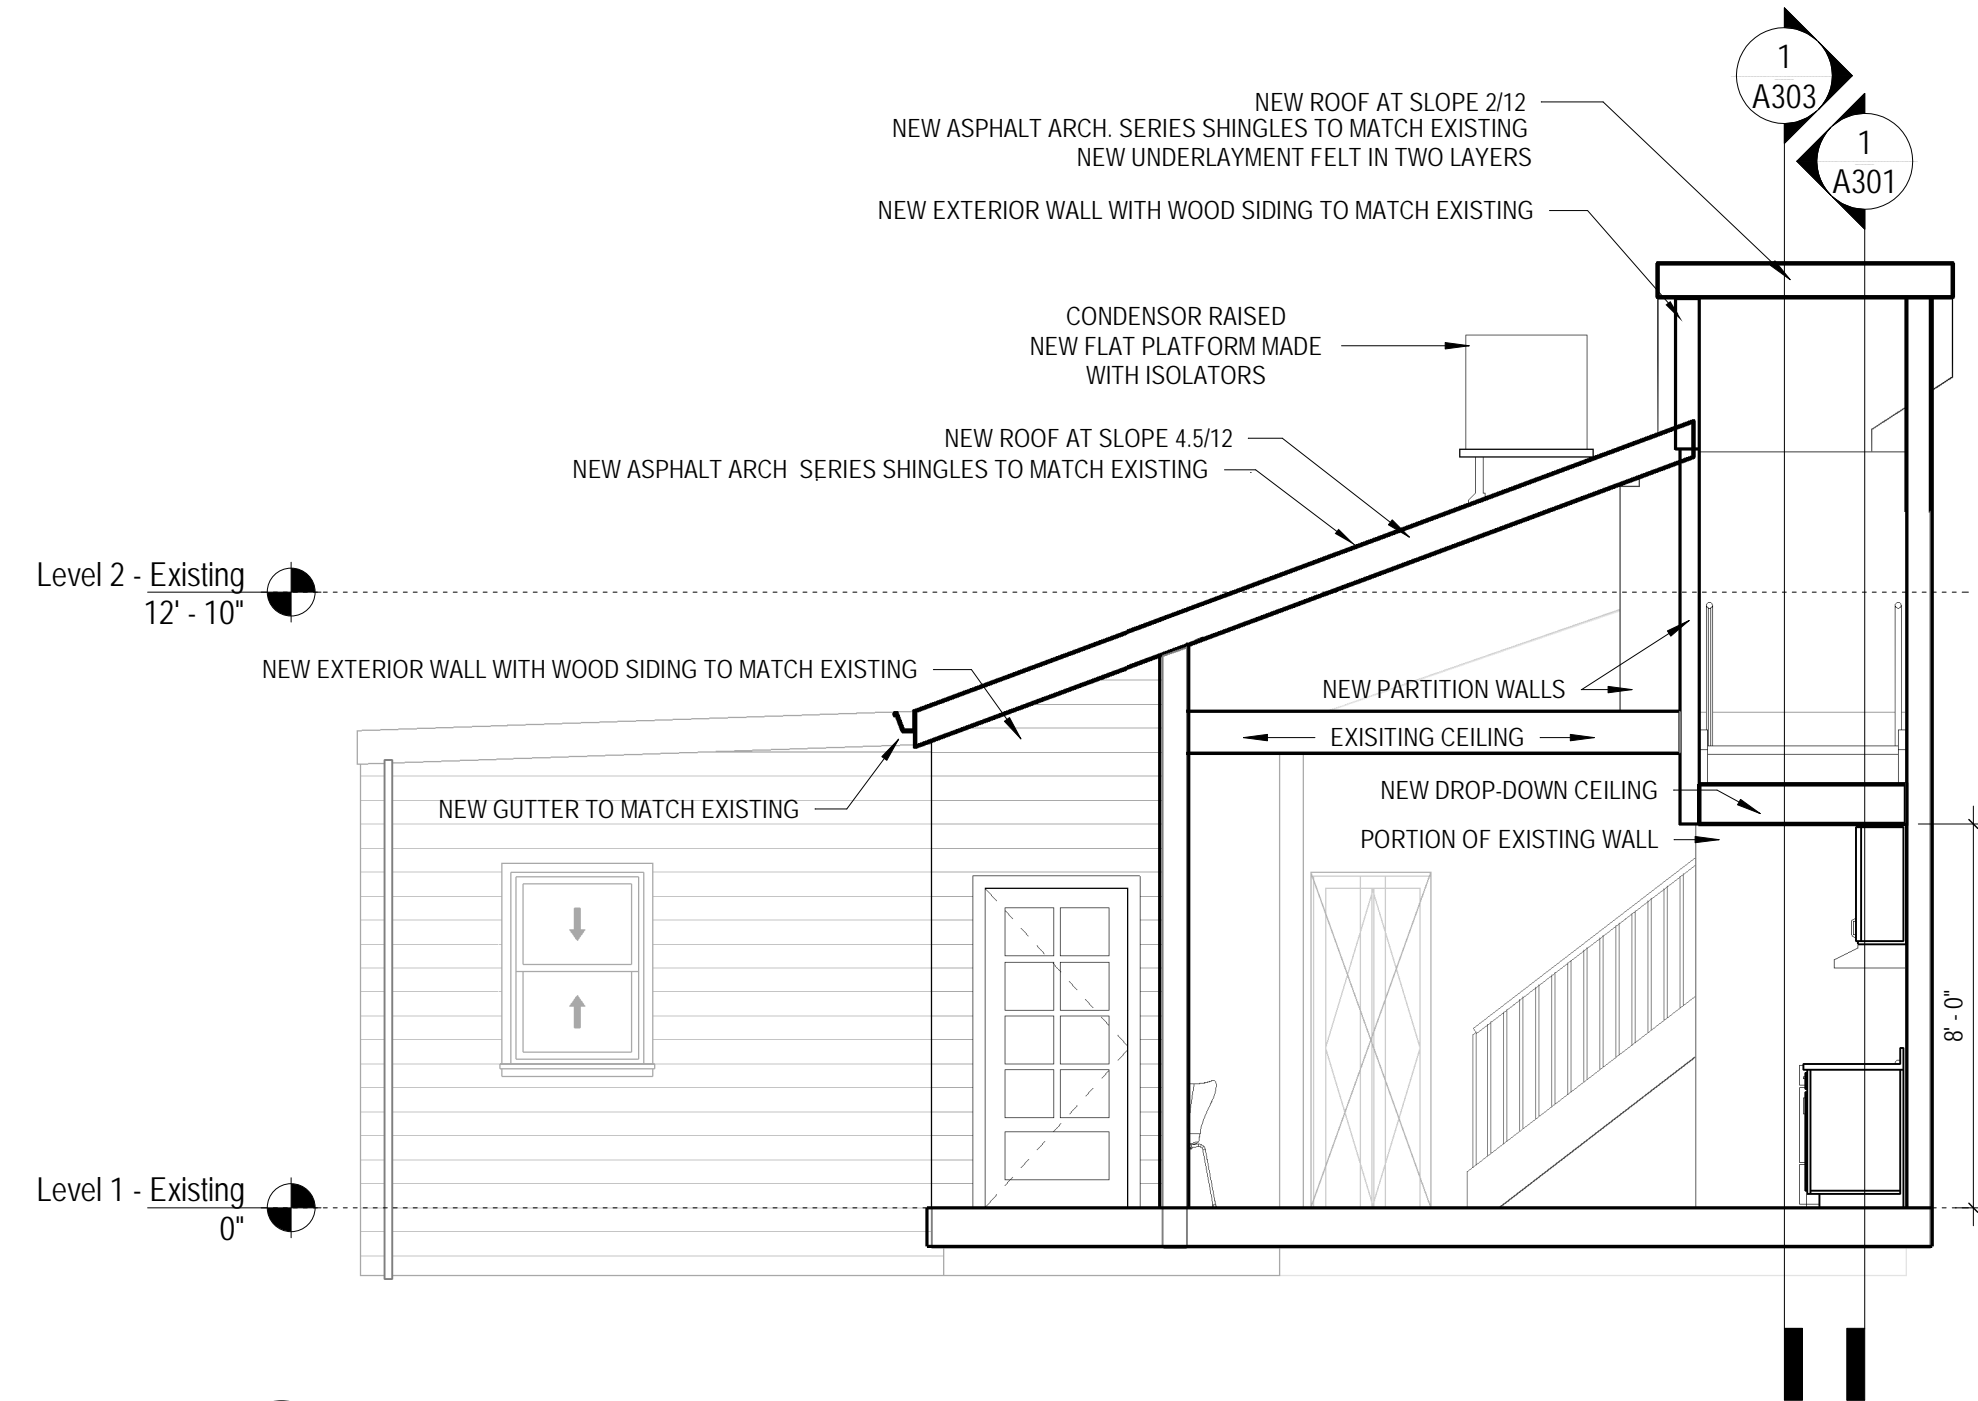 1
A303
1
A301
NEW ROOF AT SLOPE 2/12
NEW ASPHALT ARCH. SERIES SHINGLES TO MATCH EXISTING
NEW UNDERLAYMENT FELT IN TWO LAYERS
NEW EXTERIOR WALL WITH WOOD SIDING TO MATCH EXISTING
CONDENSOR RAISED
NEW FLAT PLATFORM MADE
WITH ISOLATORS
NEW ROOF AT SLOPE 4.5/12
NEW ASPHALT ARCH SERIES SHINGLES TO MATCH EXISTING
Level 2 - Existing
12' - 10"
NEW EXTERIOR WALL WITH WOOD SIDING TO MATCH EXISTING
NEW PARTITION WALLS
EXISITING CEILING
NEW DROP-DOWN CEILING
NEW GUTTER TO MATCH EXISTING
PORTION OF EXISTING WALL
8' - 0"
Level 1 - Existing
0"